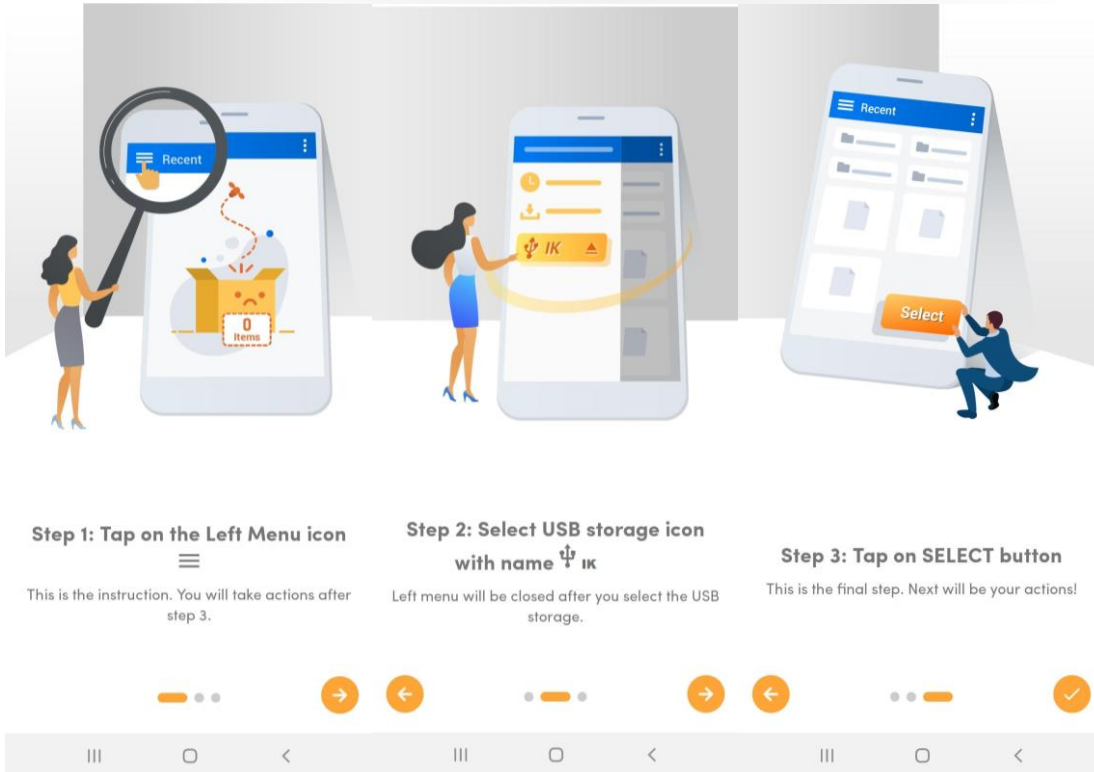 Recent
0
Items
Step 1: Tap on the Left Menu icon
This is the instruction. You will take actions after
step 3.
IK
Step 2: Select USB storage icon
with name IK
Left menu will be closed after you select the USB
storage.
Recent
Select
Step 3: Tap on SELECT button
This is the final step. Next will be your actions!